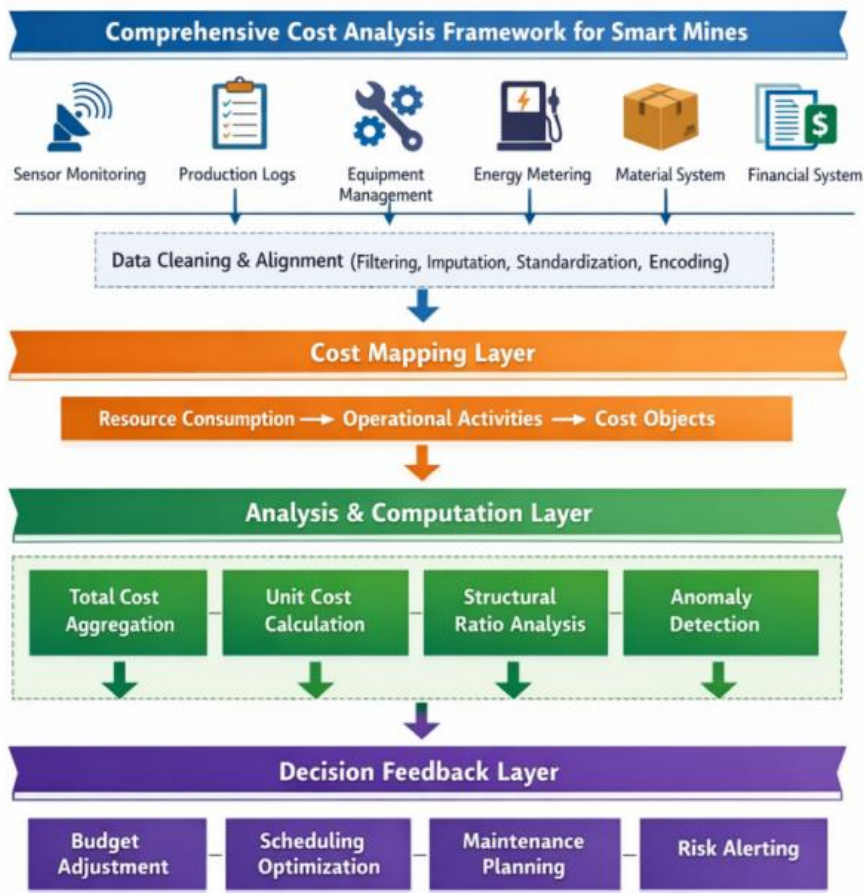 Comprehensive Cost Analysis Framework for Smart Mines
Sensor Monitoring
Production Logs
Equipment
Management
Energy Metering
Material System
$
Financial System
Data Cleaning & Alignment (Filtering, Imputation, Standardization, Encoding)
Cost Mapping Layer
Resource Consumption → Operational Activities → Cost Objects
Analysis & Computation Layer
Total Cost
Aggregation
Unit Cost
Calculation
Structural
Ratio Analysis
Anomaly
Detection
Decision Feedback Layer
Budget
Adjustment
Scheduling
Optimization
Maintenance
Planning
Risk Alerting